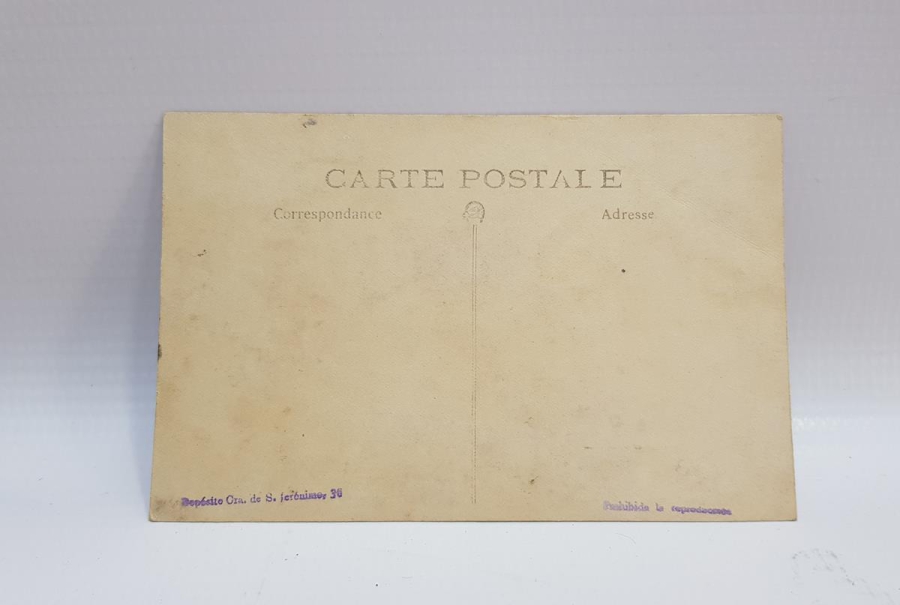 CARTE POSTALE
Correspondance
Adresse
Depósito Cra. de S. Jerónimo, 36
Prohibida la reproducción